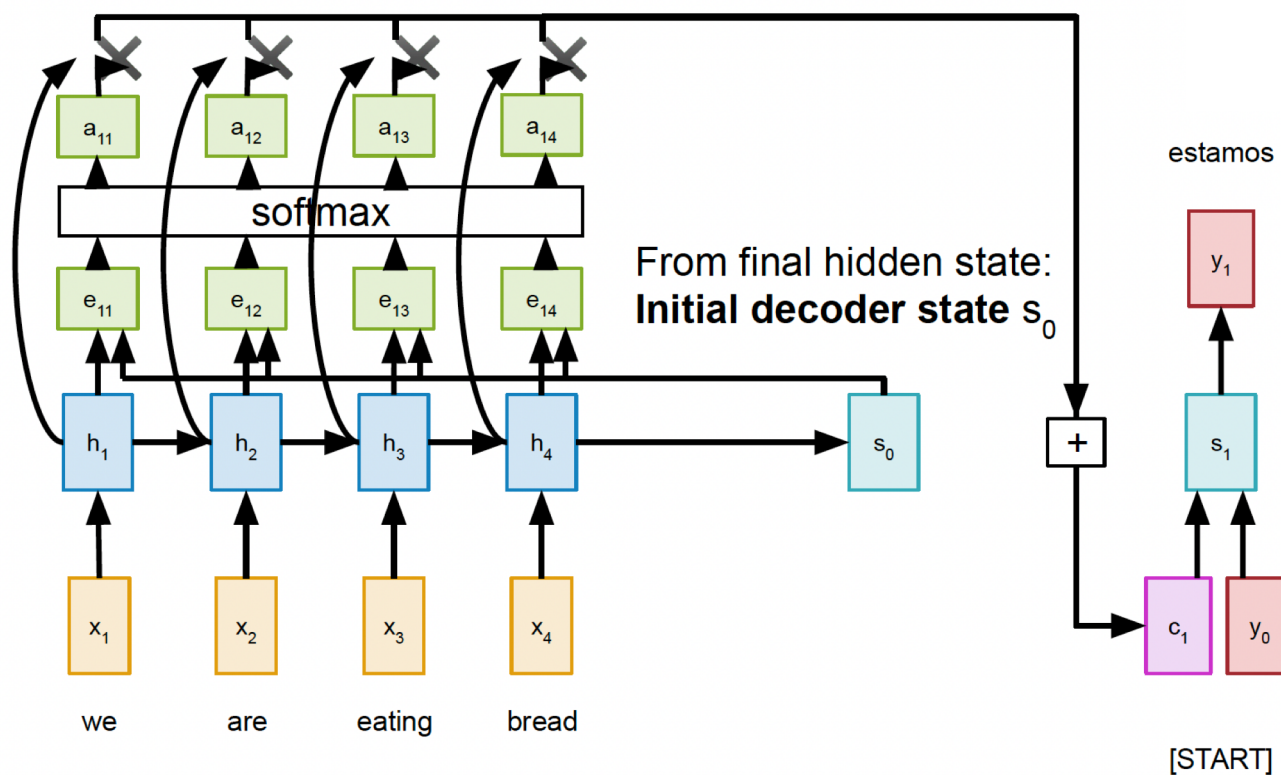 a11 a12 a13 a14
estamos
softmax
y1
From final hidden state:
Initial decoder state s0
e11 e12 e13 e14
h1 h2 h3 h4 s0 + s1
x1 x2 x3 x4 c1 y0
we are eating bread
[START]